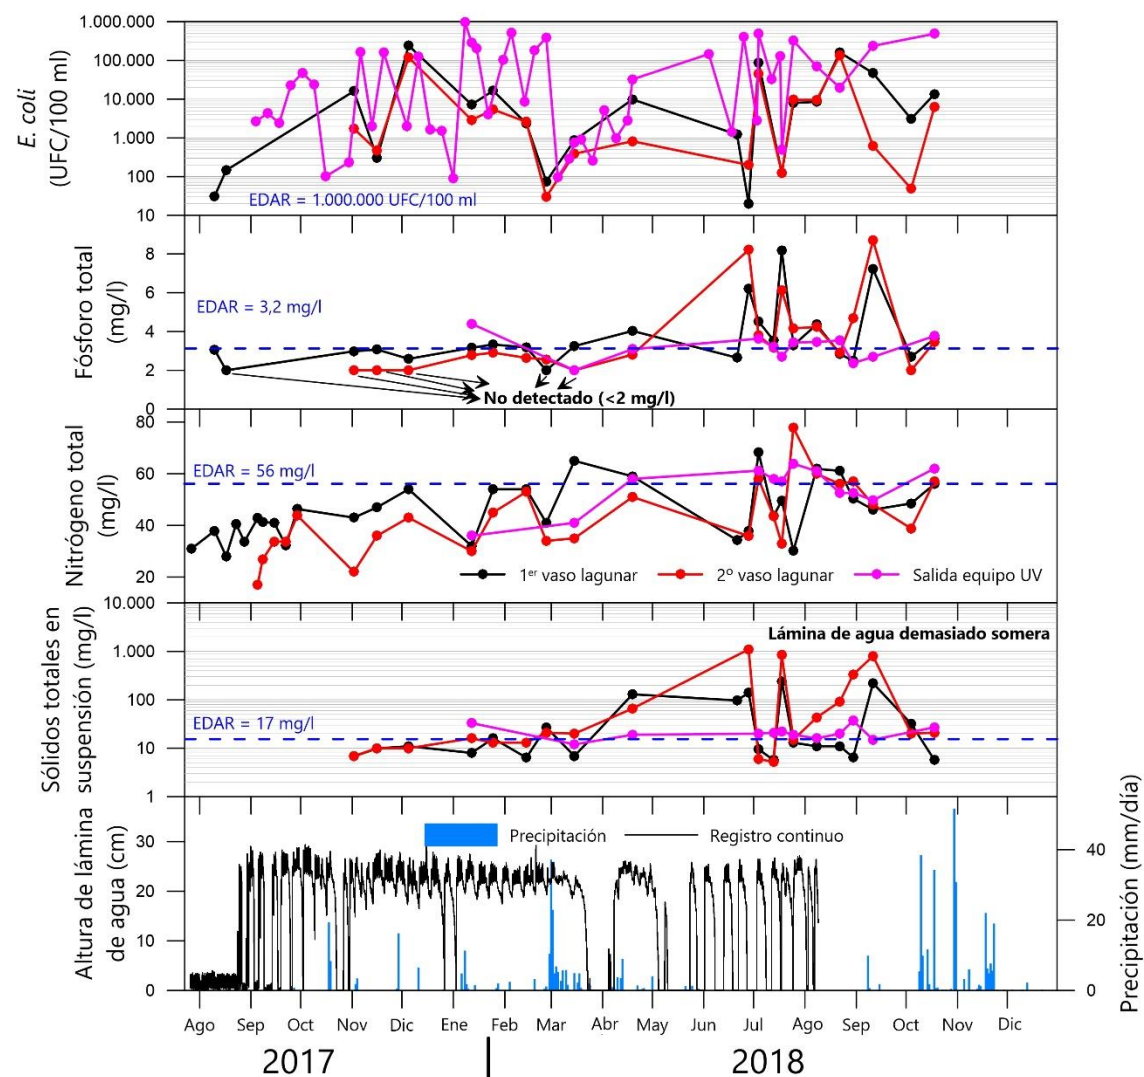 1.000.000
100.000
10.000
1.000
100
10
E. coli
(UFC/100 ml)
EDAR = 1.000.000 UFC/100 ml
8
6
4
2
0
Fósforo total
(mg/l)
EDAR = 3,2 mg/l
No detectado (<2 mg/l)
80
60
40
20
Nitrógeno total
(mg/l)
EDAR = 56 mg/l
1er vaso lagunar
2º vaso lagunar
Salida equipo UV
10.000
1.000
100
10
1
Sólidos totales en
suspensión (mg/l)
Lámina de agua demasiado somera
EDAR = 17 mg/l
30
20
10
0
Altura de lámina
de agua (cm)
Precipitación
Registro continuo
40
20
0
Precipitación (mm/día)
Ago Sep Oct Nov Dic Ene Feb Mar Abr May Jun Jul Ago Sep Oct Nov Dic
2017 2018